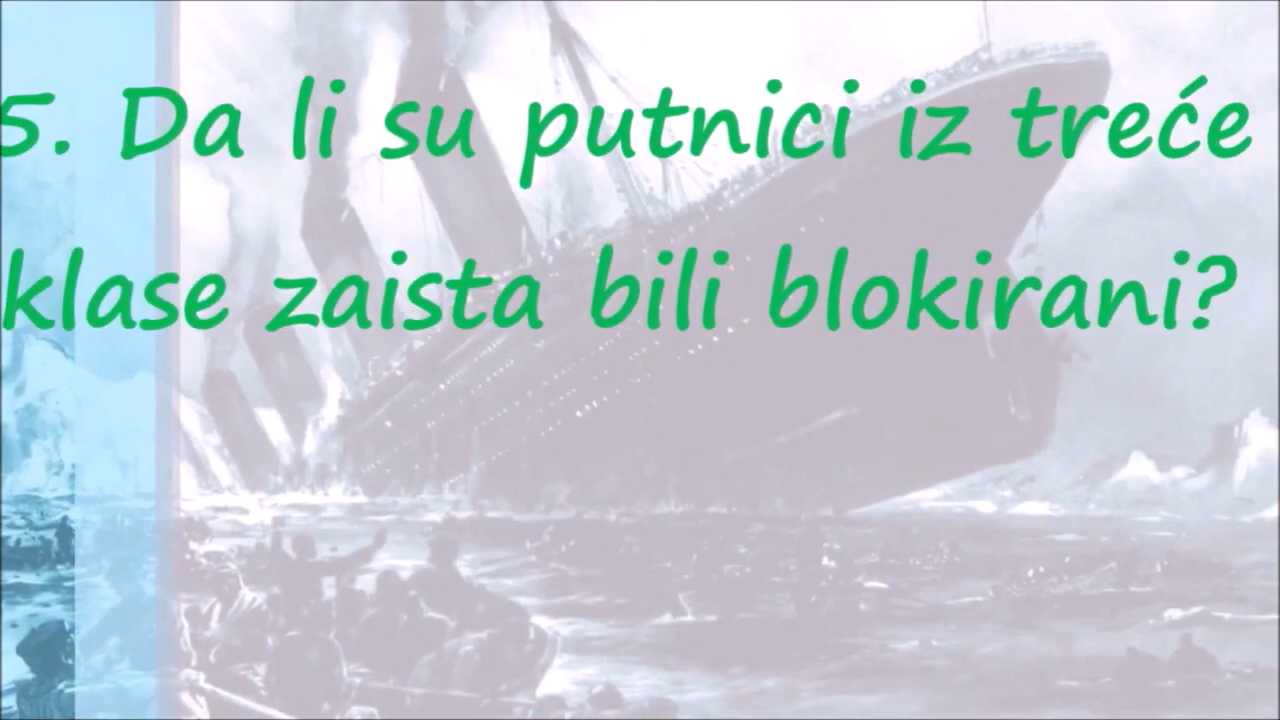 5. Da li su putnici iz treće
klase zaista bili blokirani?